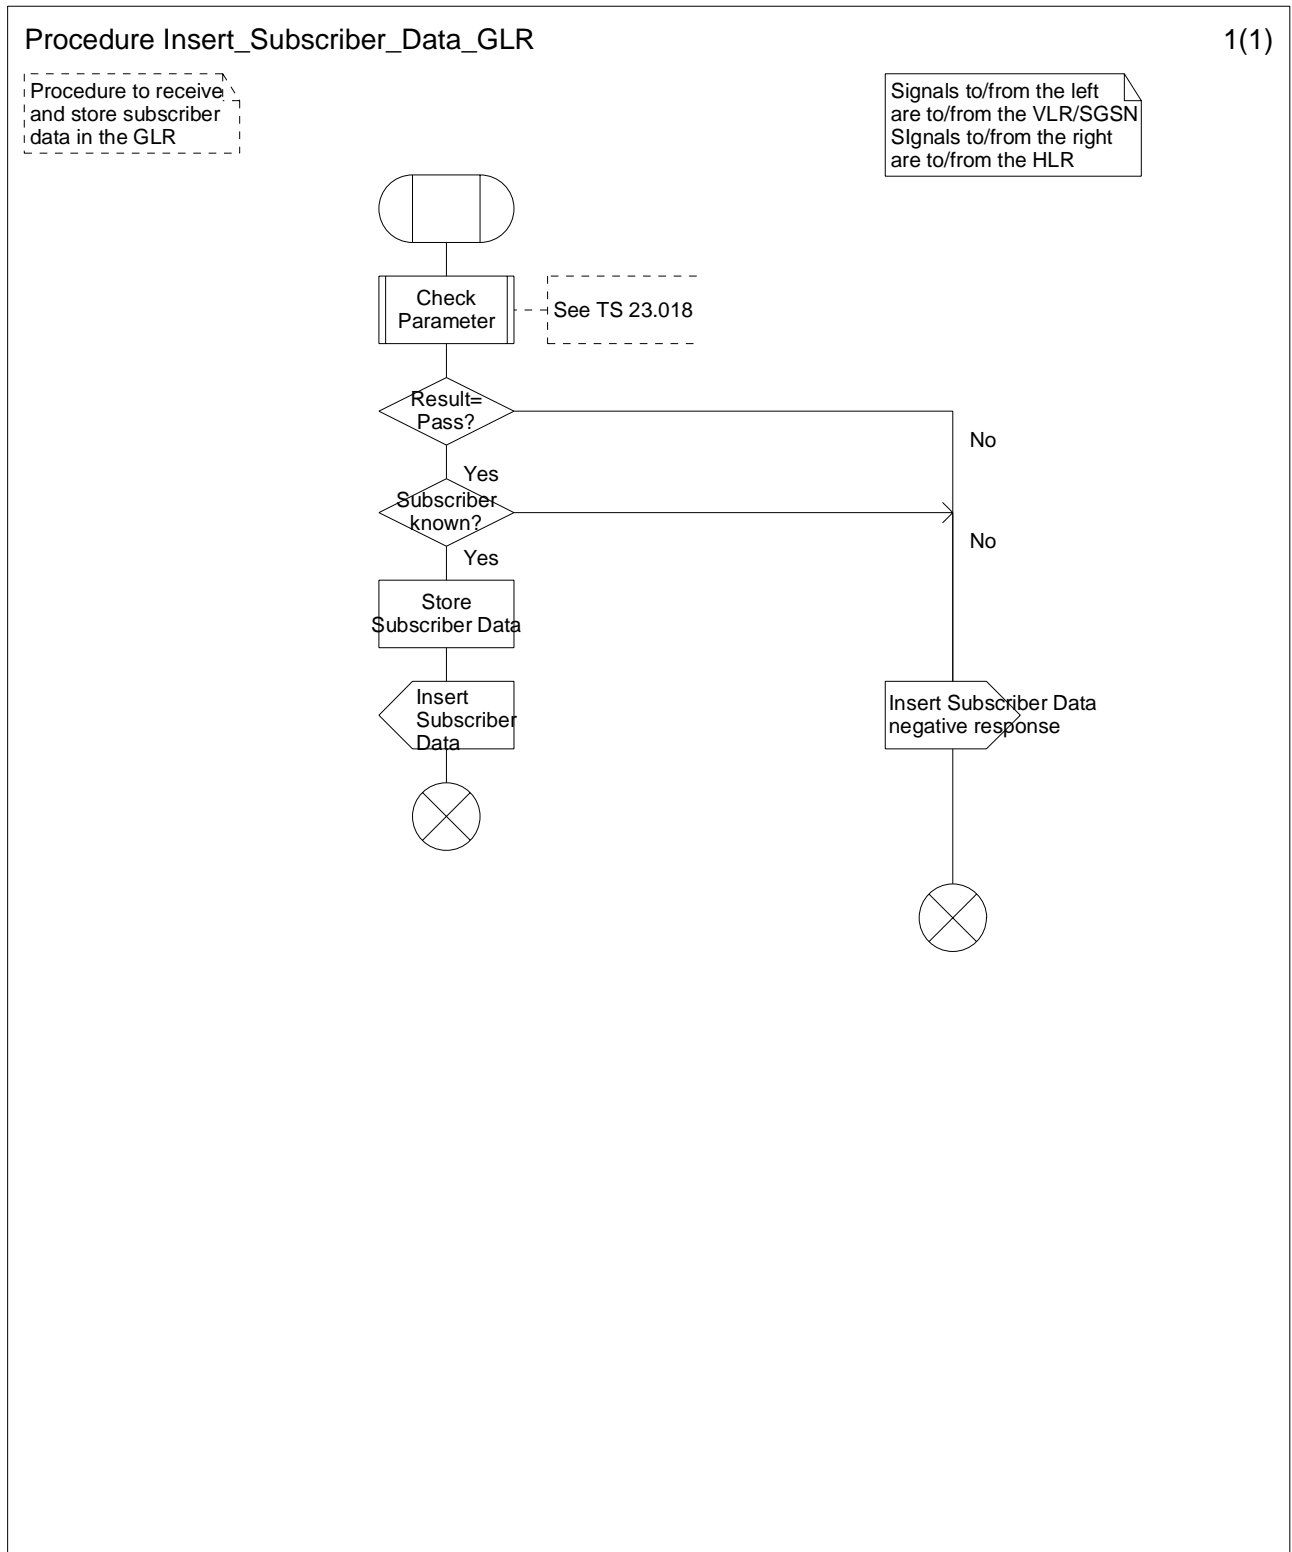 Procedure Insert_Subscriber_Data_GLR
1(1)
Procedure to receive
and store subscriber
data in the GLR
Signals to/from the left
are to/from the VLR/SGSN
SIgnals to/from the right
are to/from the HLR
Check
Parameter
See TS 23.018
Result=
Pass?
No
Yes
Subscriber
known?
No
Yes
Store
Subscriber Data
Insert
Subscriber
Data
Insert Subscriber Data
negative response